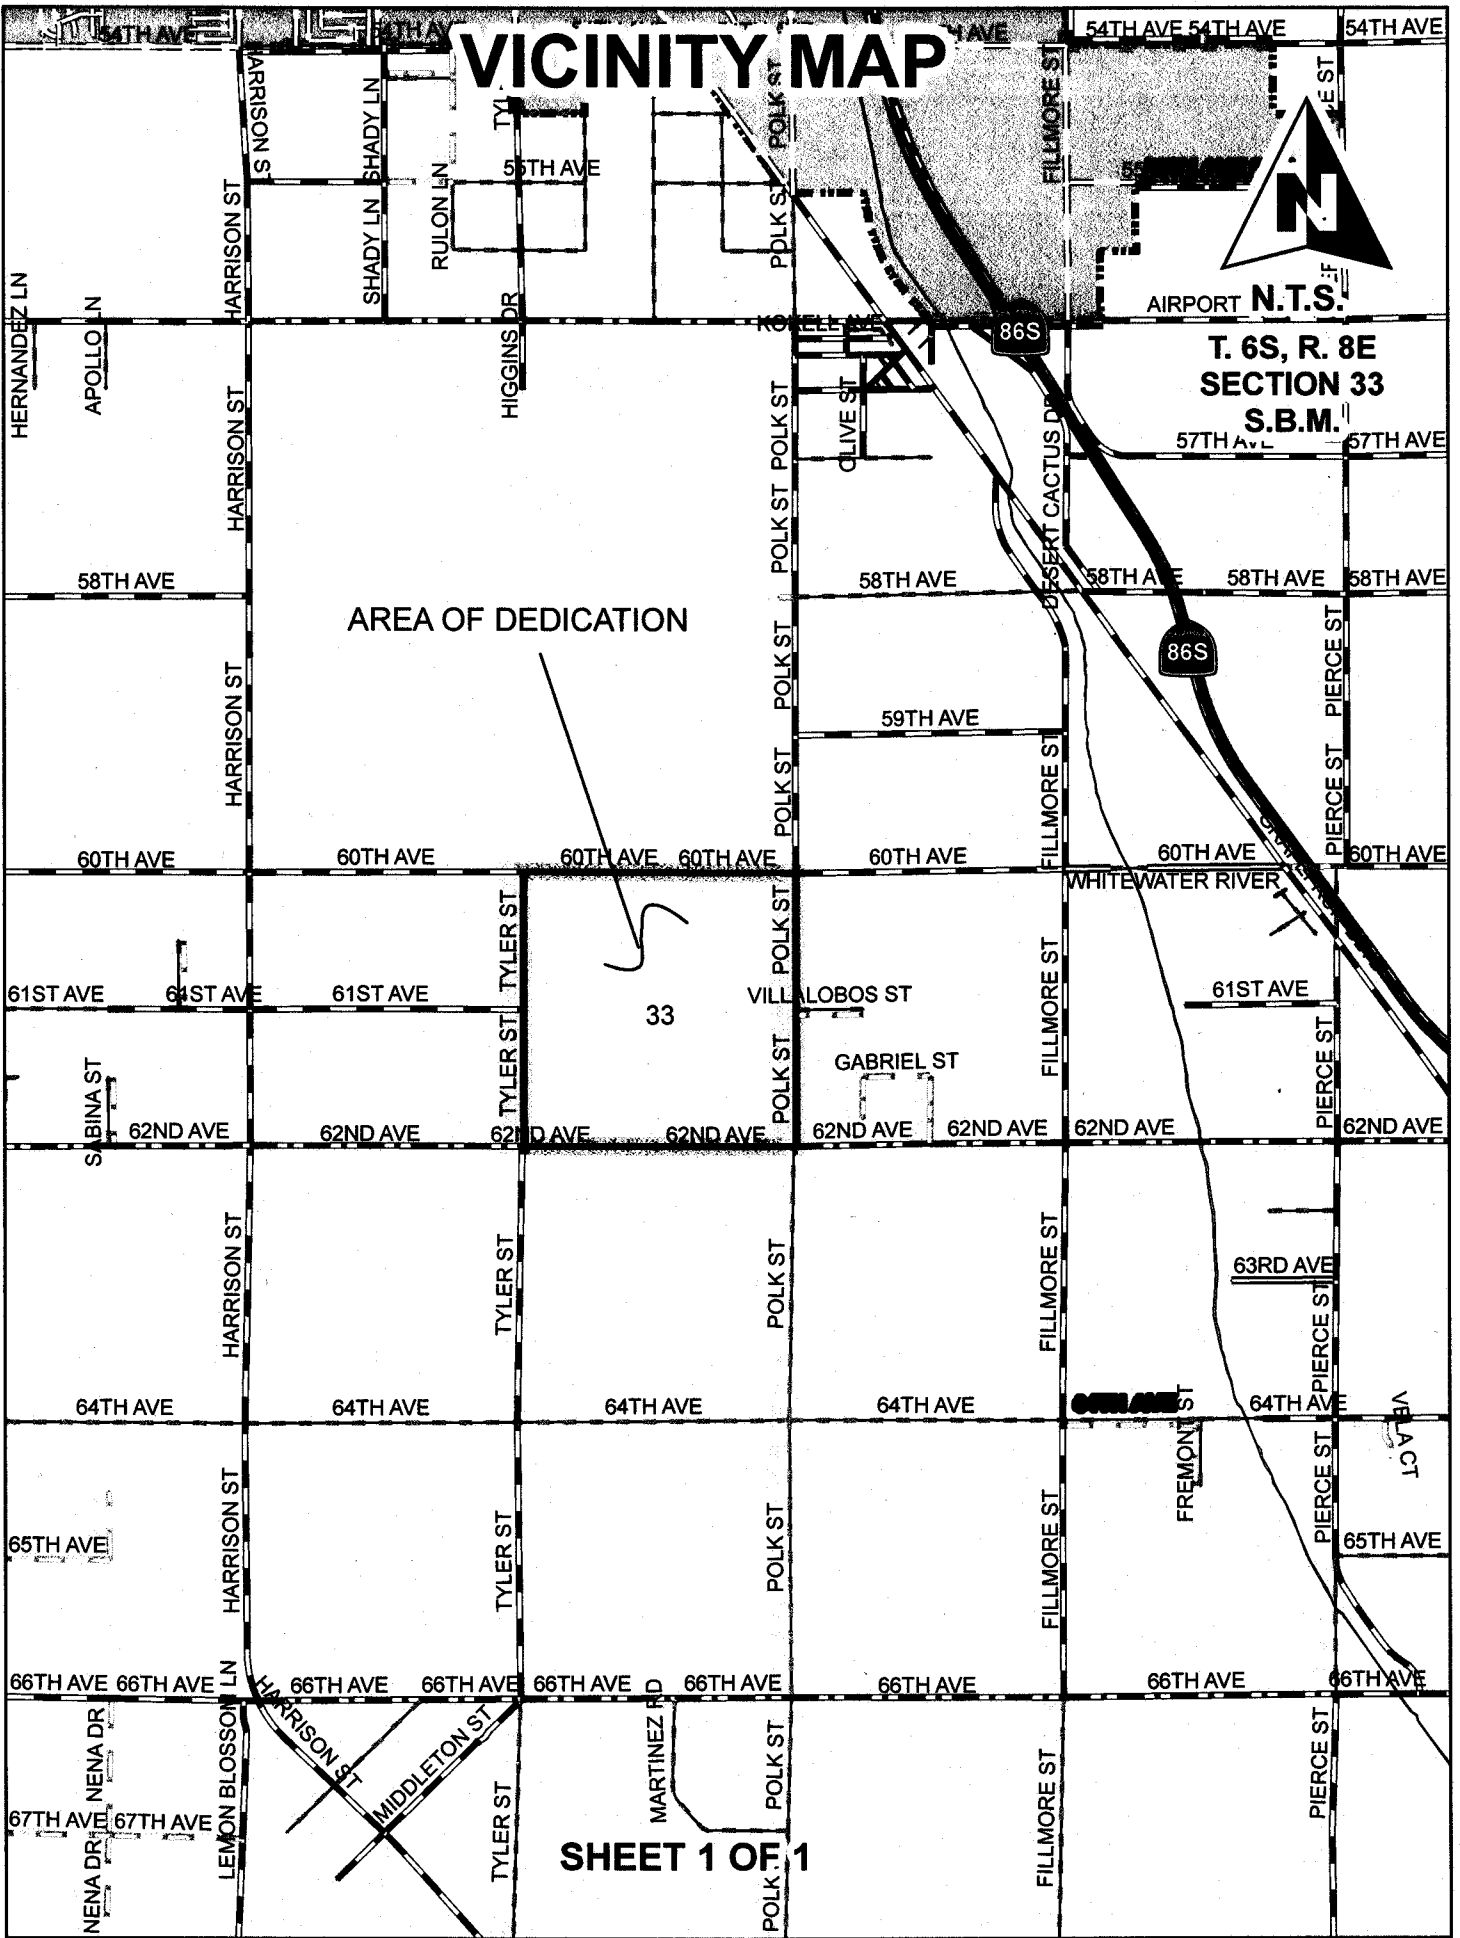 VICINITY MAP
54TH AVE
54TH AVE 54TH AVE
54TH AVE
HARRISON ST
SHADY LN
POLK ST
FILLMORE ST
55TH AVE
RULON LN
HARRISON ST
SHADY LN
POLK ST
N
AIRPORT N.T.S.
T. 6S, R. 8E
SECTION 33
S.B.M.
HERNANDEZ LN
APOLLO LN
HIGGINS DR
86S
HARRISON ST
POLK ST
OLIVE ST
DESERT CACTUS DR
57TH AVE
57TH AVE
POLK ST
58TH AVE
58TH AVE
58TH AVE
58TH AVE
58TH AVE
AREA OF DEDICATION
86S
HARRISON ST
POLK ST
PIERCE ST
59TH AVE
POLK ST
FILLMORE ST
PIERCE ST
60TH AVE
60TH AVE
60TH AVE
60TH AVE
60TH AVE
60TH AVE
60TH AVE
WHITEWATER RIVER
TYLER ST
POLK ST
FILLMORE ST
61ST AVE
61ST AVE
61ST AVE
33
VILLALOBOS ST
61ST AVE
TYLER ST
POLK ST
GABRIEL ST
SABINA ST
PIERCE ST
62ND AVE
62ND AVE
62ND AVE
62ND AVE
62ND AVE
62ND AVE
62ND AVE
62ND AVE
HARRISON ST
TYLER ST
POLK ST
FILLMORE ST
63RD AVE
PIERCE ST
64TH AVE
64TH AVE
64TH AVE
64TH AVE
64TH AVE
FREMONT ST
VELA CT
HARRISON ST
TYLER ST
POLK ST
FILLMORE ST
PIERCE ST
65TH AVE
65TH AVE
66TH AVE
66TH AVE
66TH AVE
66TH AVE
66TH AVE
66TH AVE
66TH AVE
66TH AVE
66TH AVE
NENA DR
LEMON BLOSSOM LN
HARRISON ST
MIDDLETON ST
MARTINEZ RD
POLK ST
FILLMORE ST
PIERCE ST
67TH AVE
67TH AVE
NENA DR
TYLER ST
SHEET 1 OF 1
POLK